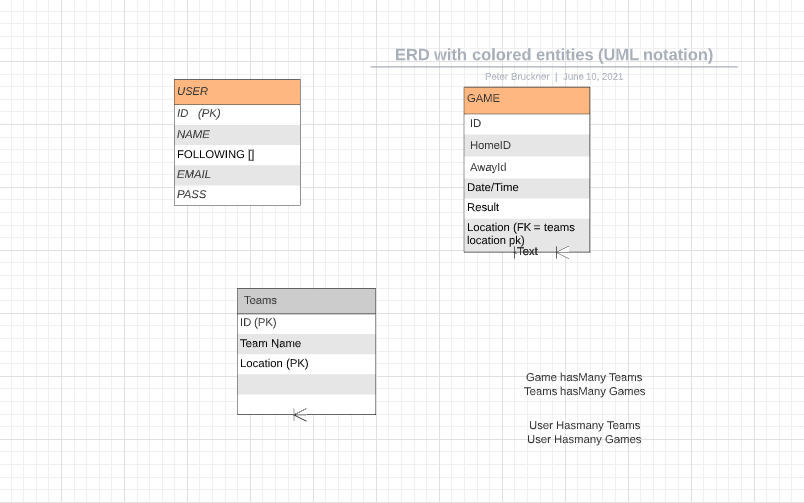 ERD with colored entities (UML notation)
Peter Bruckner | June 10, 2021
USER
ID (PK)
NAME
FOLLOWING []
EMAIL
PASS
GAME
ID
HomeID
AwayId
Date/Time
Result
Location (FK = teams
location pk)
Text
Teams
ID (PK)
Team Name
Location (PK)
Game hasMany Teams
Teams hasMany Games
User Hasmany Teams
User Hasmany Games